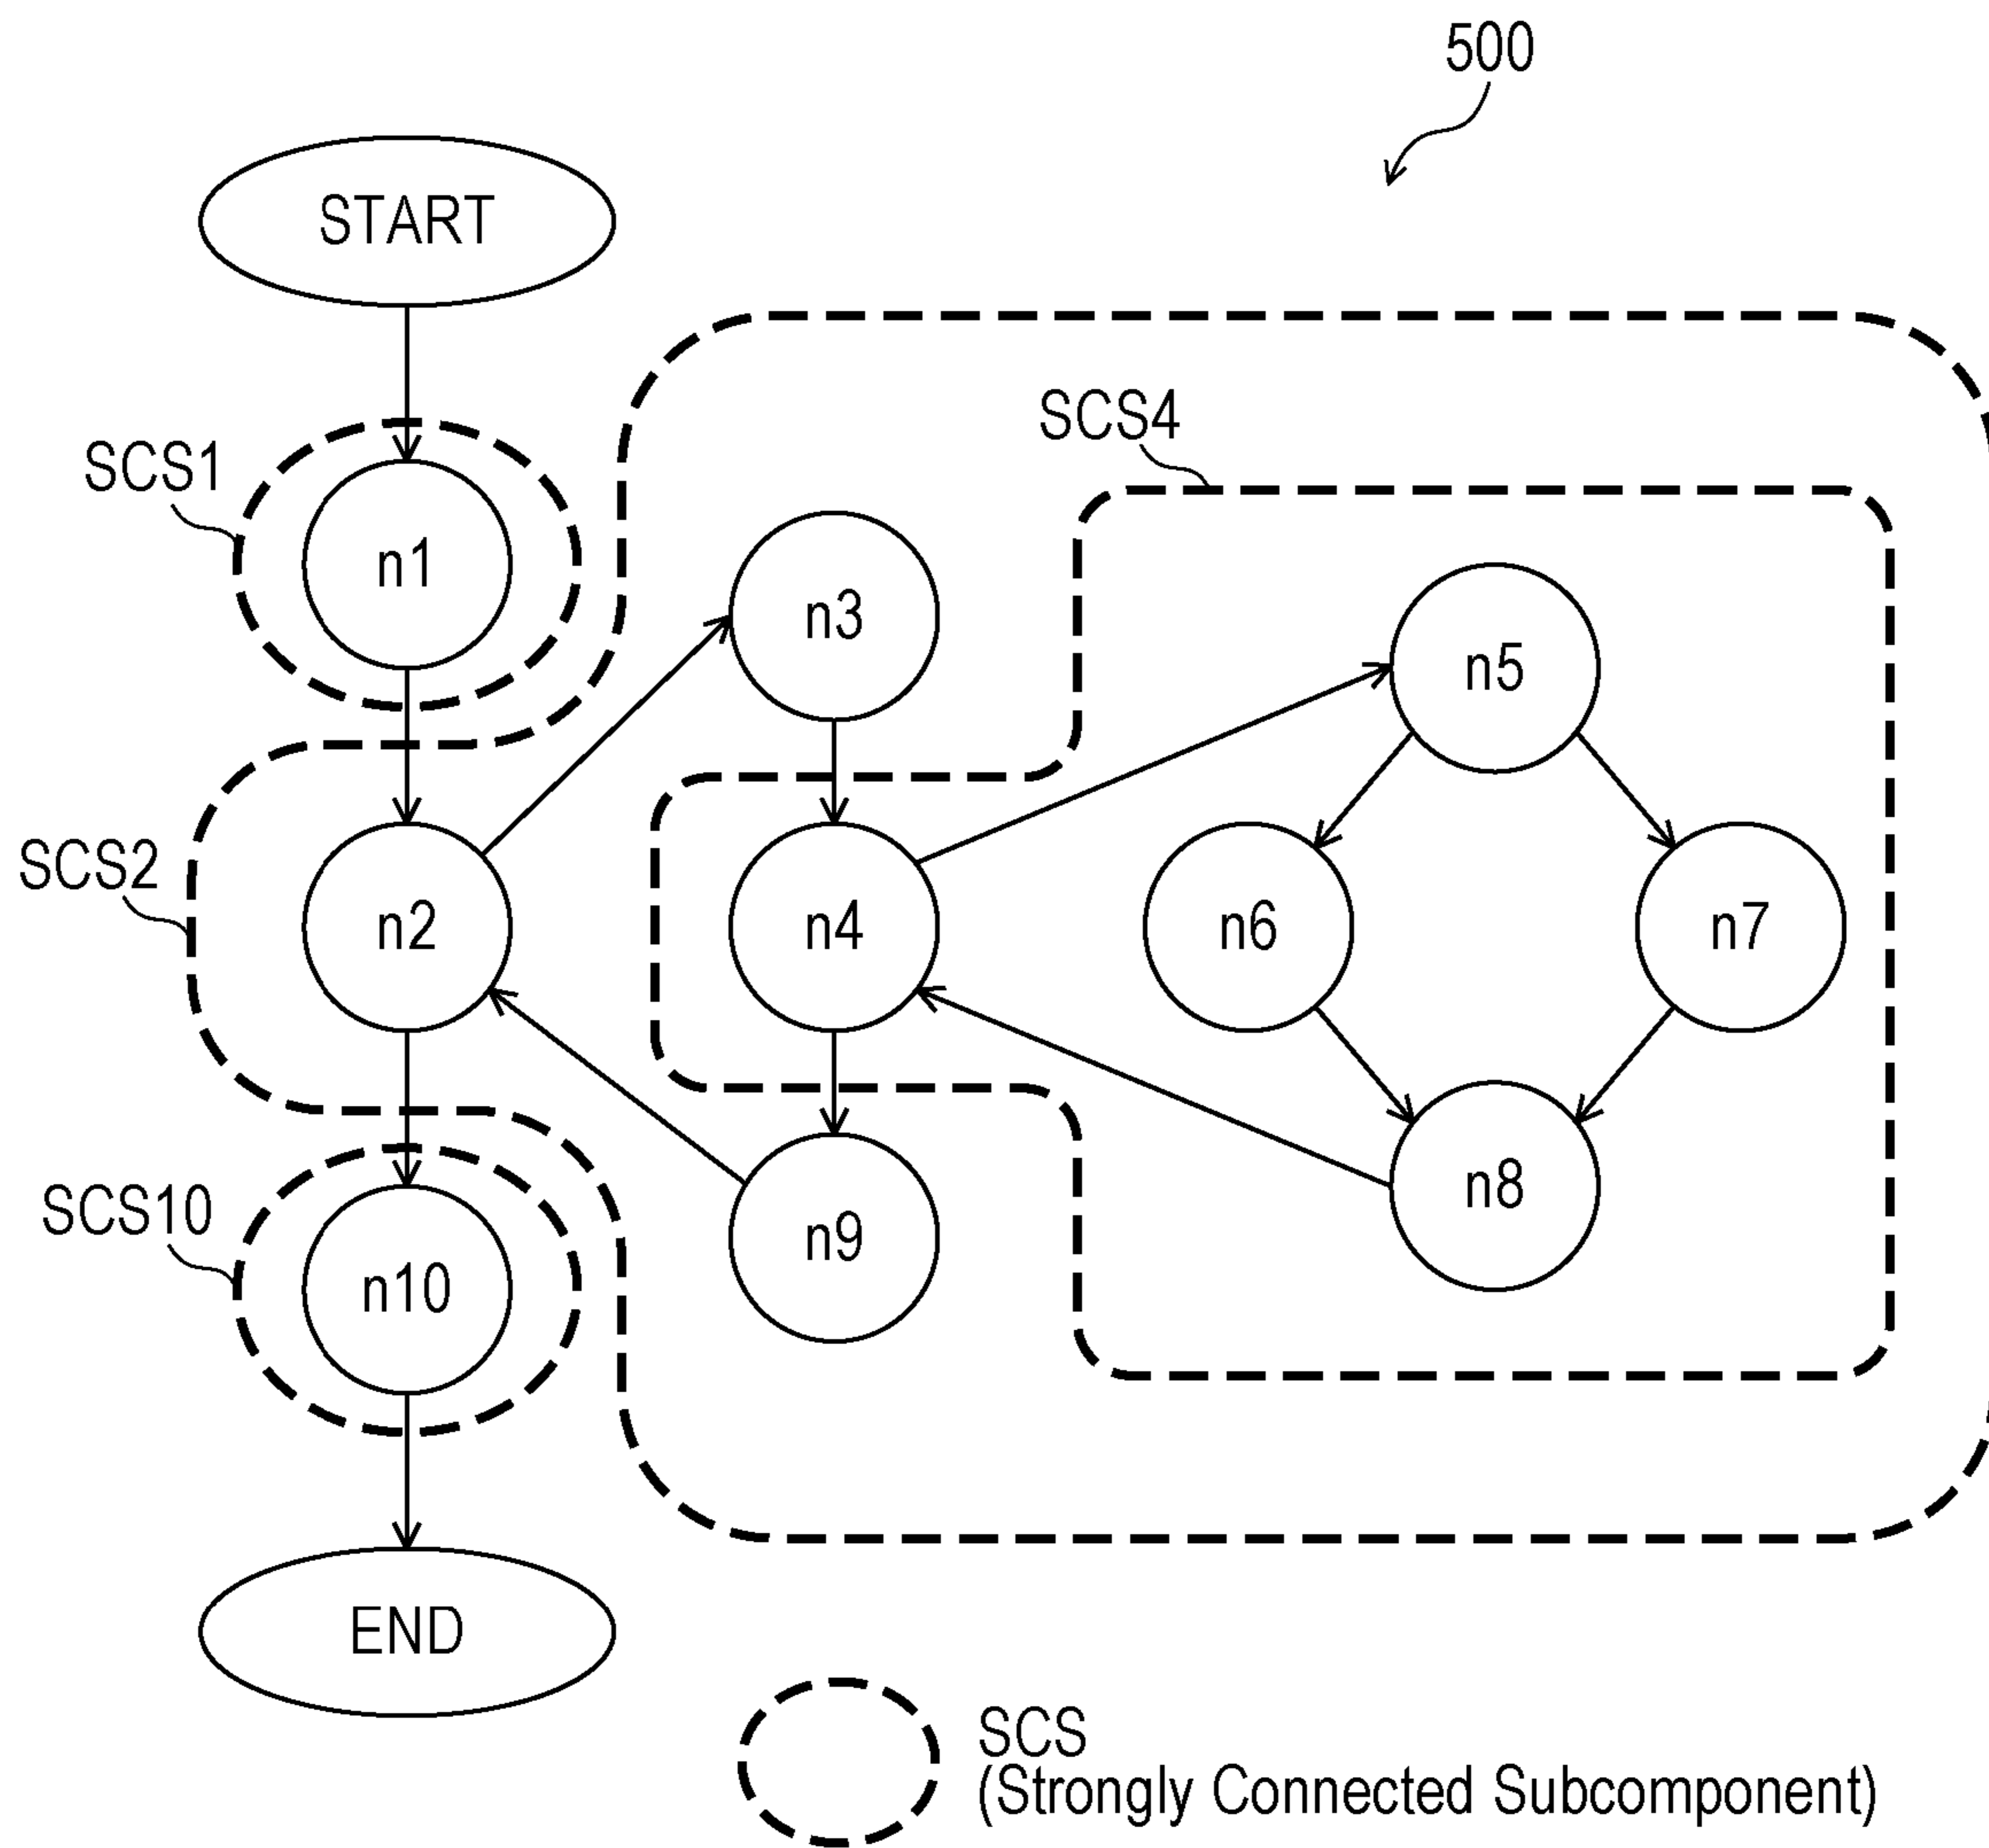 500
START
SCS4
SCS1
n1
n3
n5
SCS2
n2
n4
n6
n7
SCS10
n10
n9
n8
END
SCS
(Strongly Connected Subcomponent)